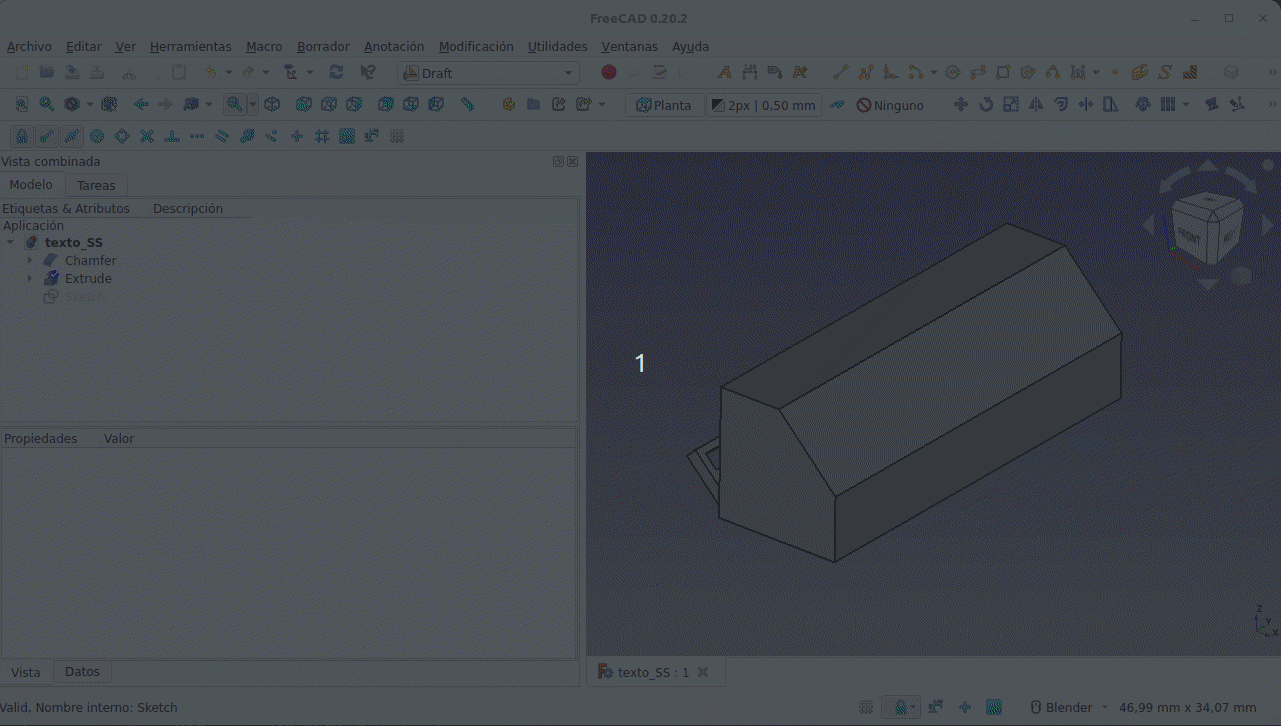 FreeCAD 0.20.2
Archivo Editar Ver Herramientas Macro Borrador Anotación Modificación Utilidades Ventanas Ayuda
Draft
Planta 2px | 0.50 mm Ninguno
Vista combinada
Modelo Tareas
Etiquetas & Atributos Descripción
Aplicación
texto_SS
Chamfer
Extrude
Sketch
FRONT
1
Propiedades Valor
Z
Y
X
Vista Datos
texto_SS : 1
Valid, Nombre interno: Sketch
Blender 46,99 mm x 34,07 mm